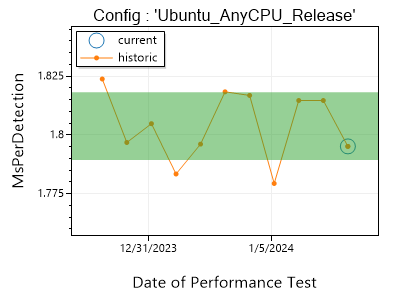 Config : 'Ubuntu_AnyCPU_Release'
current
historic
MsPerDetection
1.825
1.8
1.775
12/31/2023
1/5/2024
Date of Performance Test